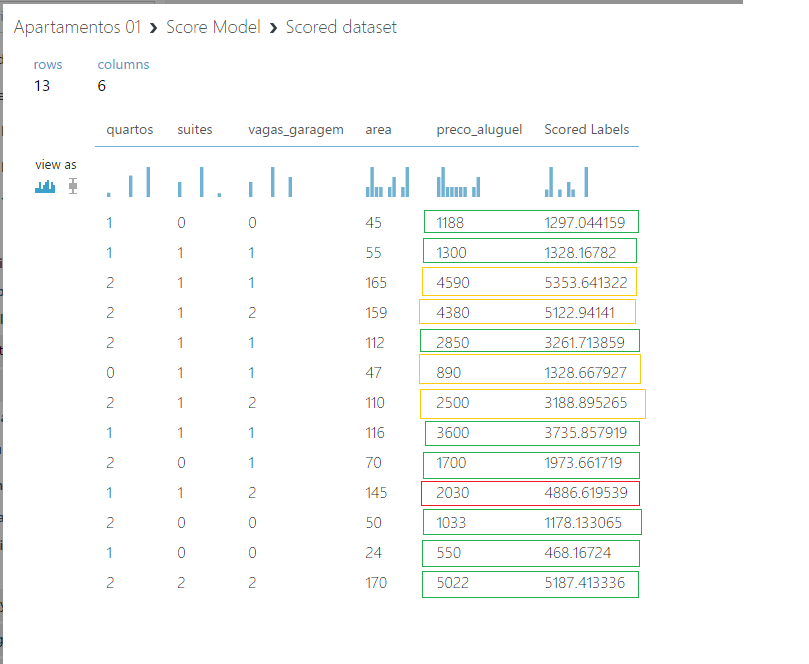 Apartamentos 01 › Score Model › Scored dataset
rows columns
13 6
quartos suites vagas_garagem area preco_aluguel Scored Labels
view as
1 0 0 45 1188 1297.044159
1 1 1 55 1300 1328.16782
2 1 1 165 4590 5353.641322
2 1 2 159 4380 5122.94141
2 1 1 112 2850 3261.713859
0 1 1 47 890 1328.667927
2 1 2 110 2500 3188.895265
1 1 1 116 3600 3735.857919
2 0 1 70 1700 1973.661719
1 1 2 145 2030 4886.619539
2 0 0 50 1033 1178.133065
1 0 0 24 550 468.16724
2 2 2 170 5022 5187.413336